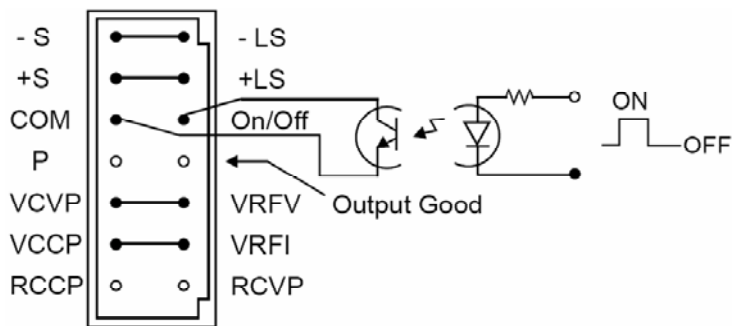 - S - LS
+S +LS
COM On/Off
ON
P
OFF
VCVP VRFV Output Good
VCCP VRFI
RCCP RCVP